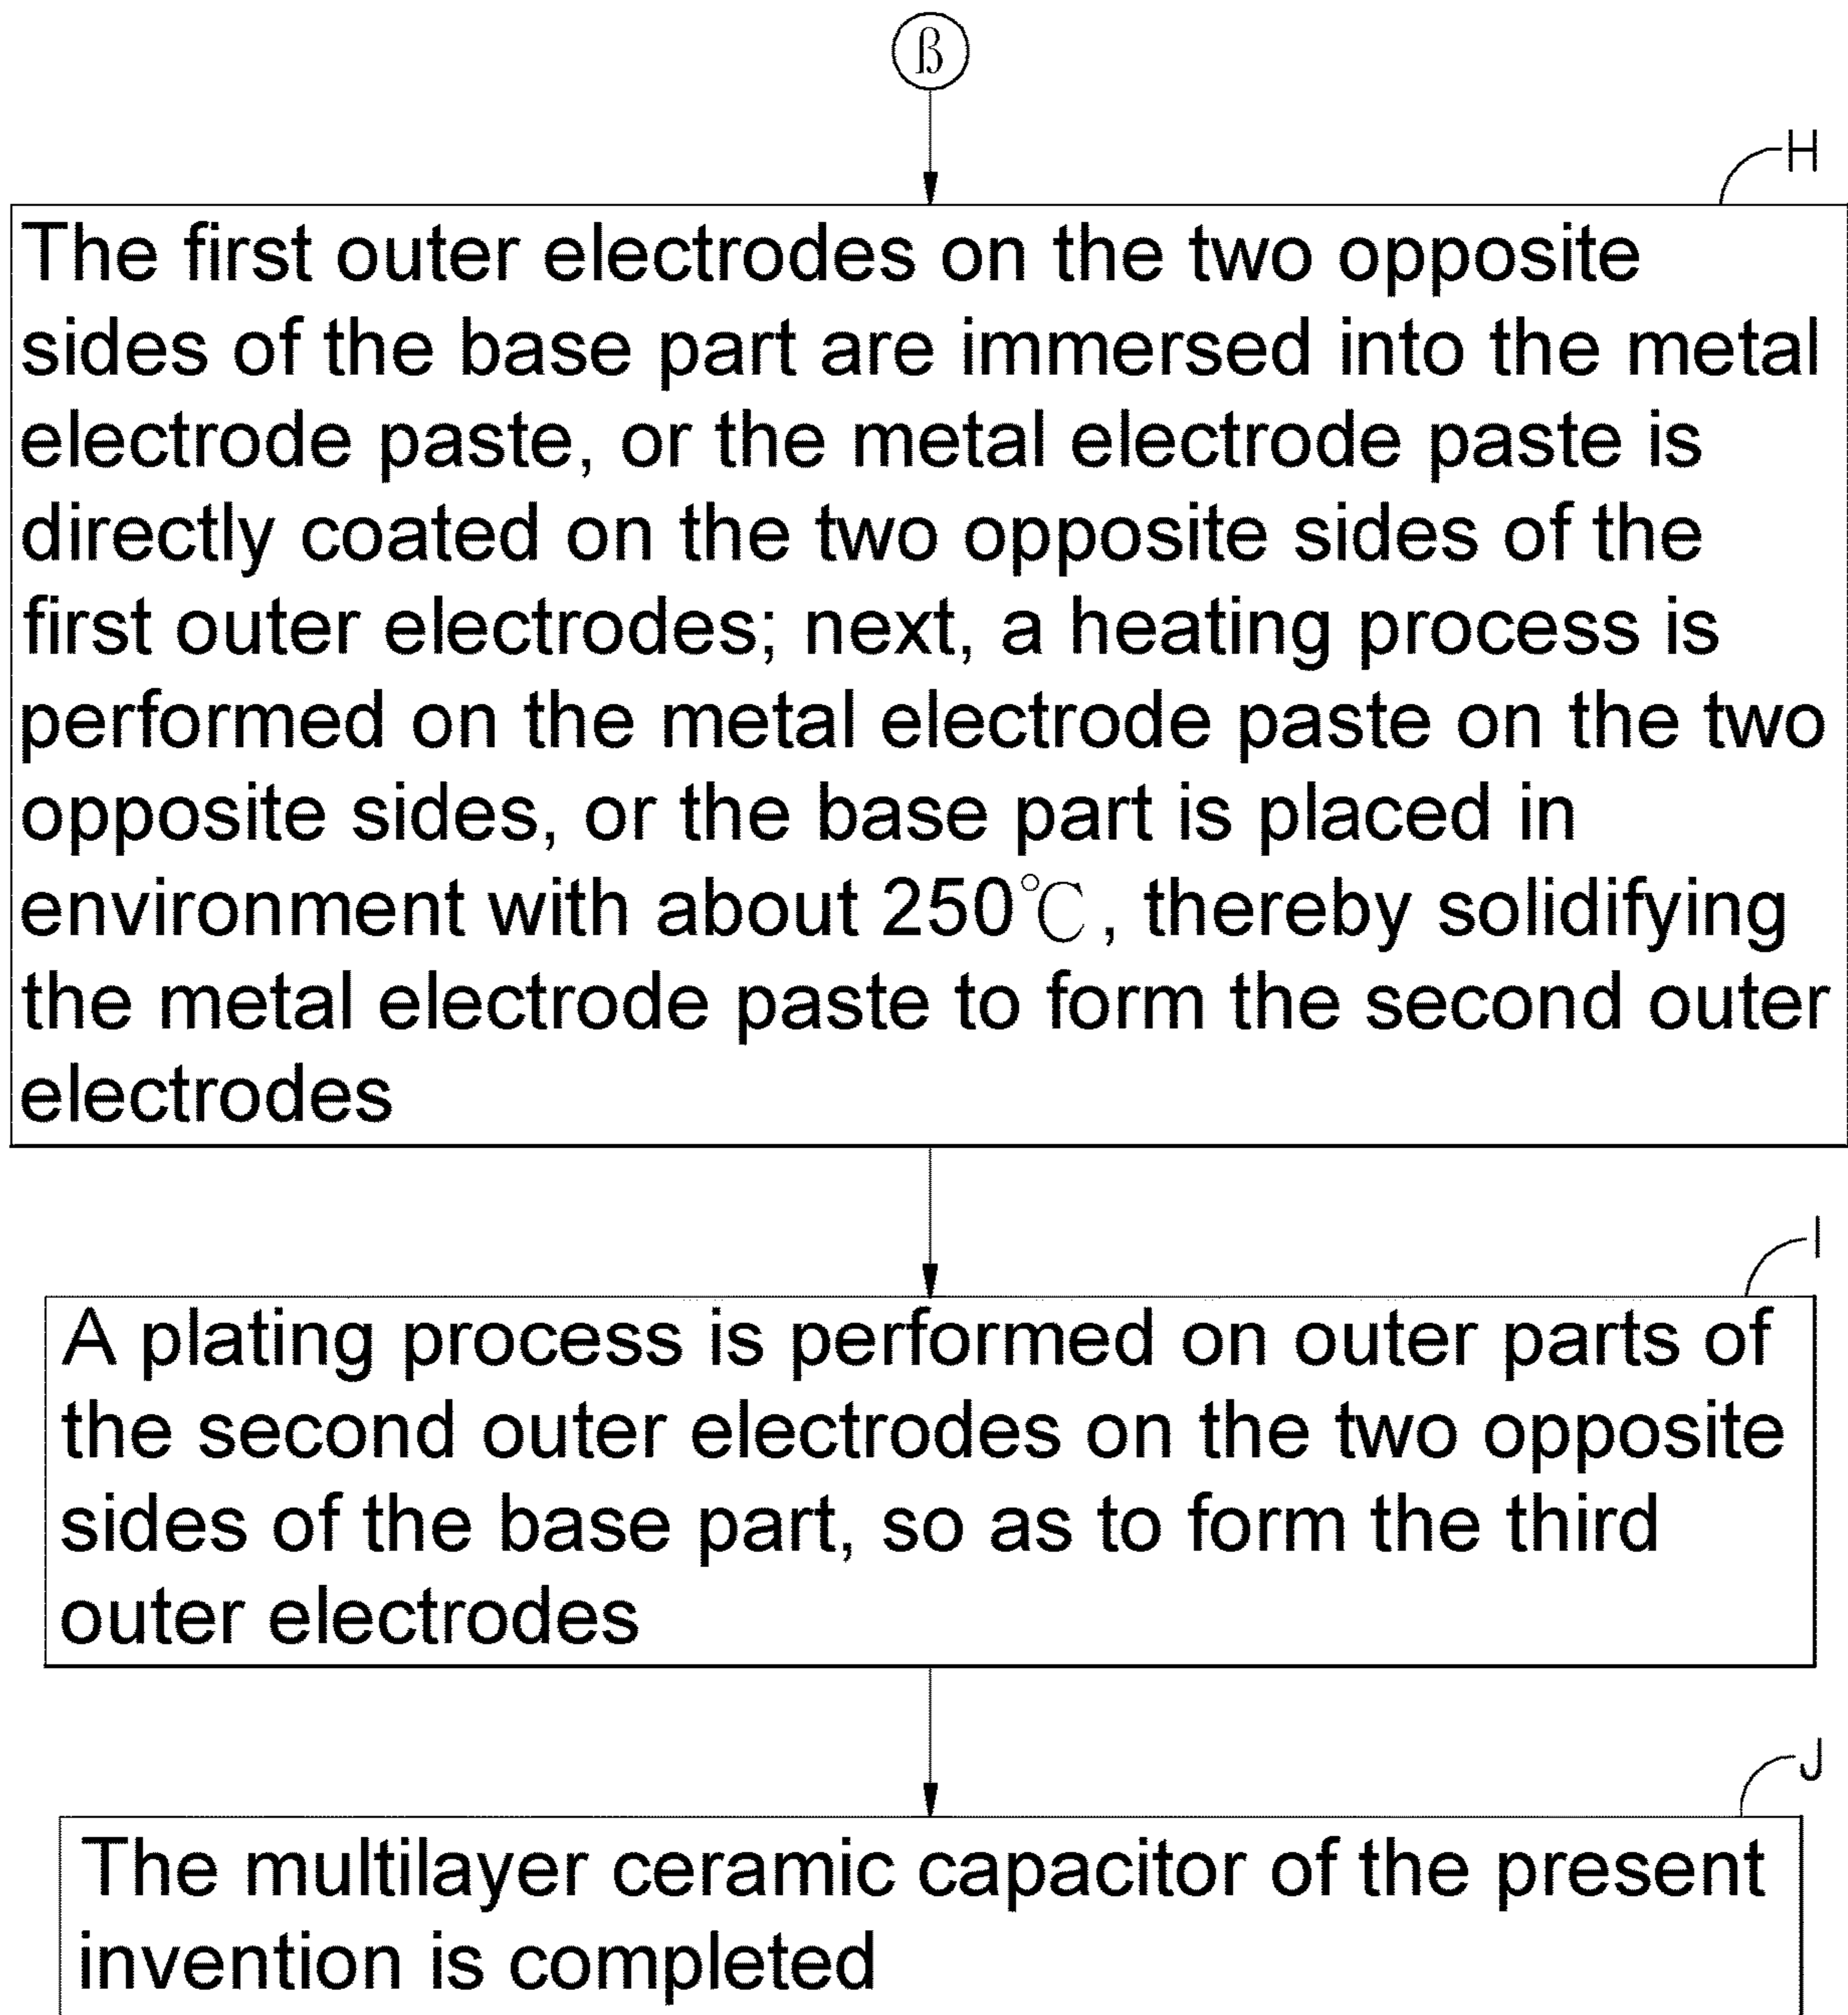 ß
H
The first outer electrodes on the two opposite
sides of the base part are immersed into the metal
electrode paste, or the metal electrode paste is
directly coated on the two opposite sides of the
first outer electrodes; next, a heating process is
performed on the metal electrode paste on the two
opposite sides, or the base part is placed in
environment with about 250℃, thereby solidifying
the metal electrode paste to form the second outer
electrodes
I
A plating process is performed on outer parts of
the second outer electrodes on the two opposite
sides of the base part, so as to form the third
outer electrodes
J
The multilayer ceramic capacitor of the present
invention is completed